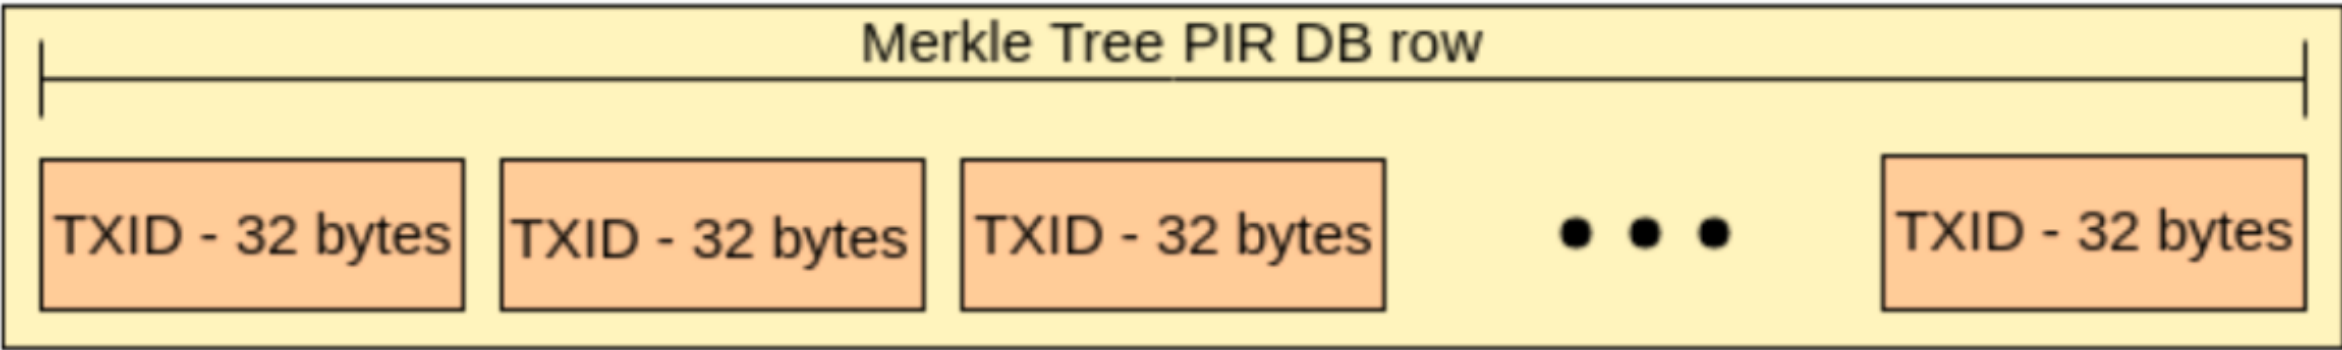 Merkle Tree PIR DB row
TXID - 32 bytes
TXID - 32 bytes
TXID - 32 bytes
TXID - 32 bytes